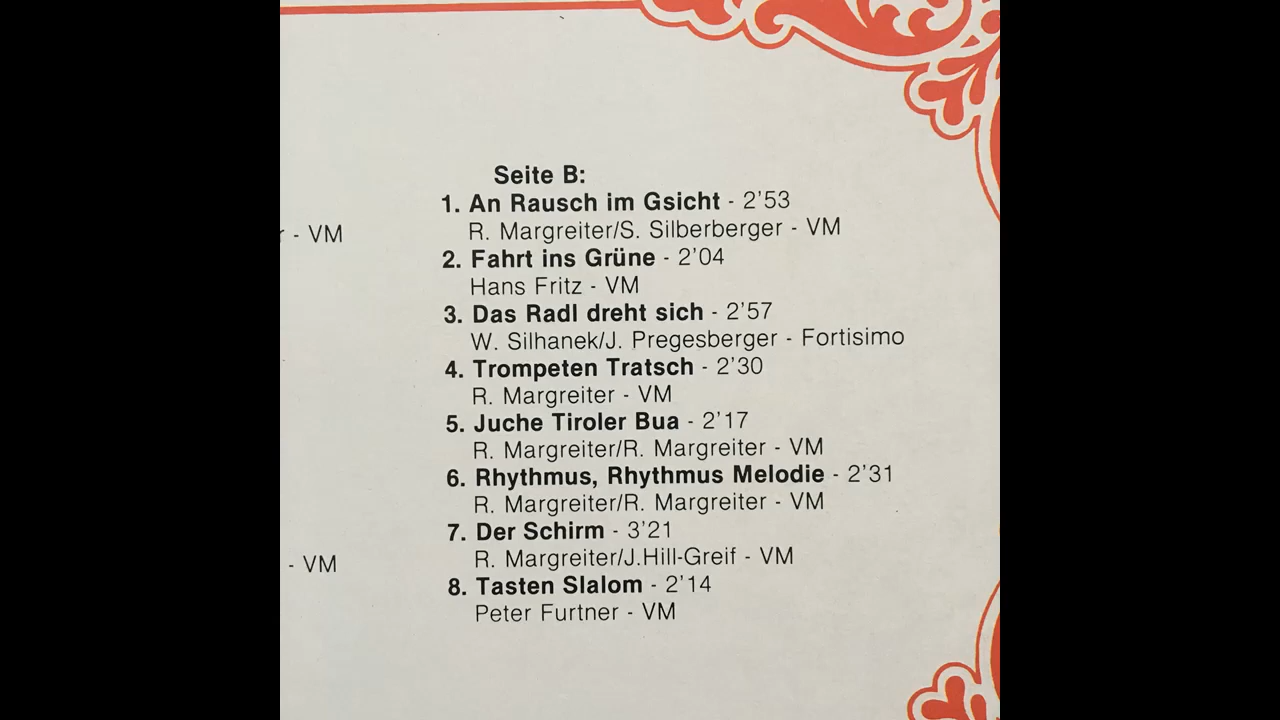 Seite B:
1. An Rausch im Gsicht - 2'53
R. Margreiter/S. Silberberger - VM
2. Fahrt ins Grüne - 2'04
Hans Fritz - VM
3. Das Radl dreht sich - 2'57
W. Silhanek/J. Pregesberger - Fortisimo
4. Trompeten Tratsch - 2'30
R. Margreiter - VM
5. Juche Tiroler Bua - 2'17
R. Margreiter/R. Margreiter - VM
6. Rhythmus, Rhythmus Melodie - 2'31
R. Margreiter/R. Margreiter - VM
7. Der Schirm - 3'21
R. Margreiter/J.Hill-Greif - VM
8. Tasten Slalom - 2'14
Peter Furtner - VM
- VM
- VM